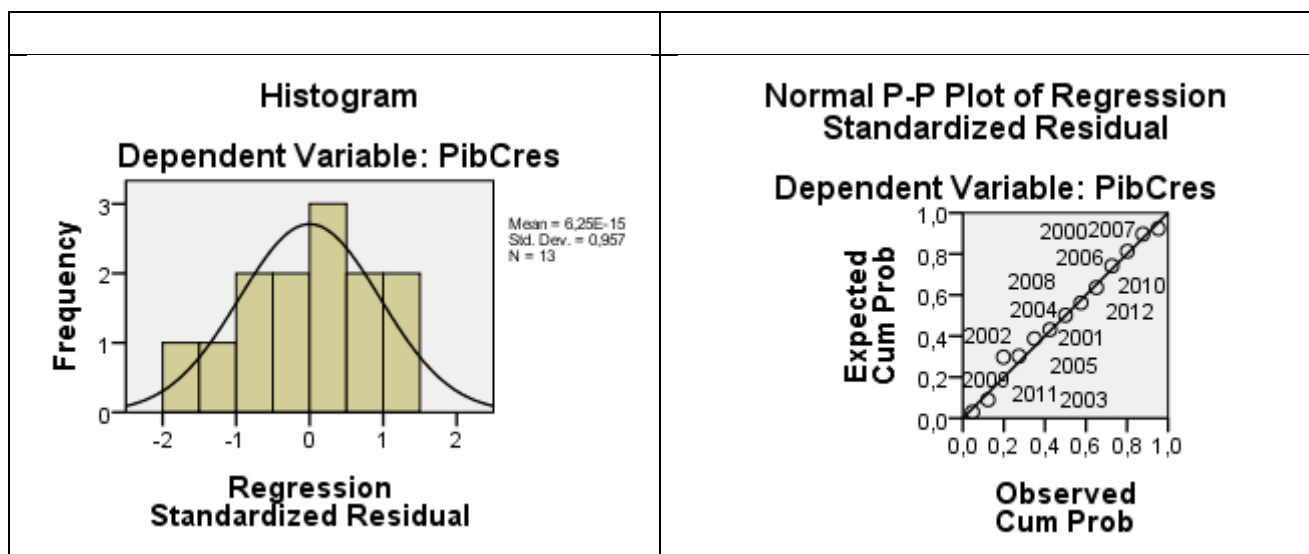 Histogram
Dependent Variable: PibCres
Mean = 6,25E-15
Std. Dev. = 0,957
N = 13
Frequency
3
2
1
0
-2 -1 0 1 2
Regression
Standardized Residual
Normal P-P Plot of Regression
Standardized Residual
Dependent Variable: PibCres
Expected
Cum Prob
1,0
0,8
0,6
0,4
0,2
0,0
2000 2007
2006
2008 2010
2004 2012
2002 2001
2005
2009
2011 2003
0,0 0,2 0,4 0,6 0,8 1,0
Observed
Cum Prob